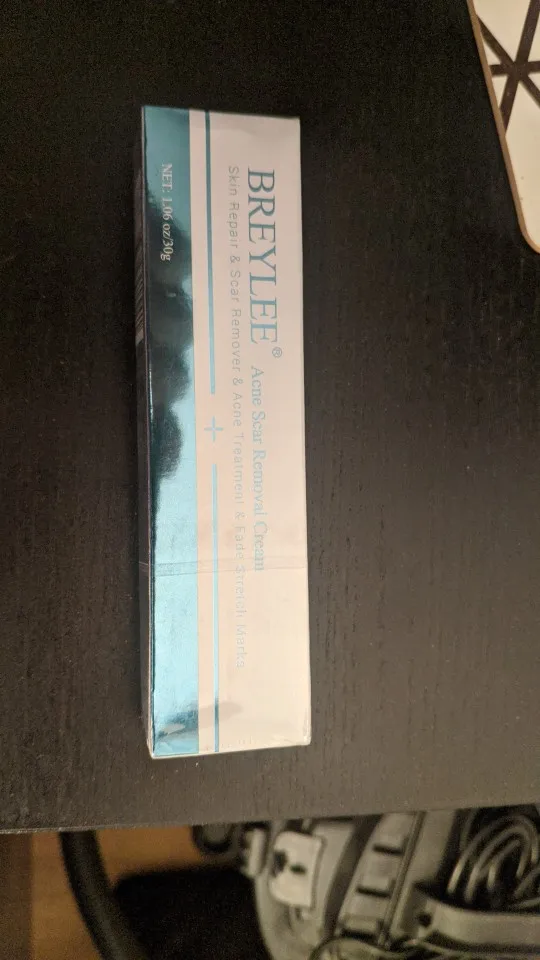 BREYLEE® Acne Scar Removal Cream
Skin Repair & Scar Remover & Acne Treatment & Fade Stretch Marks
NET: 1.06 oz/30g